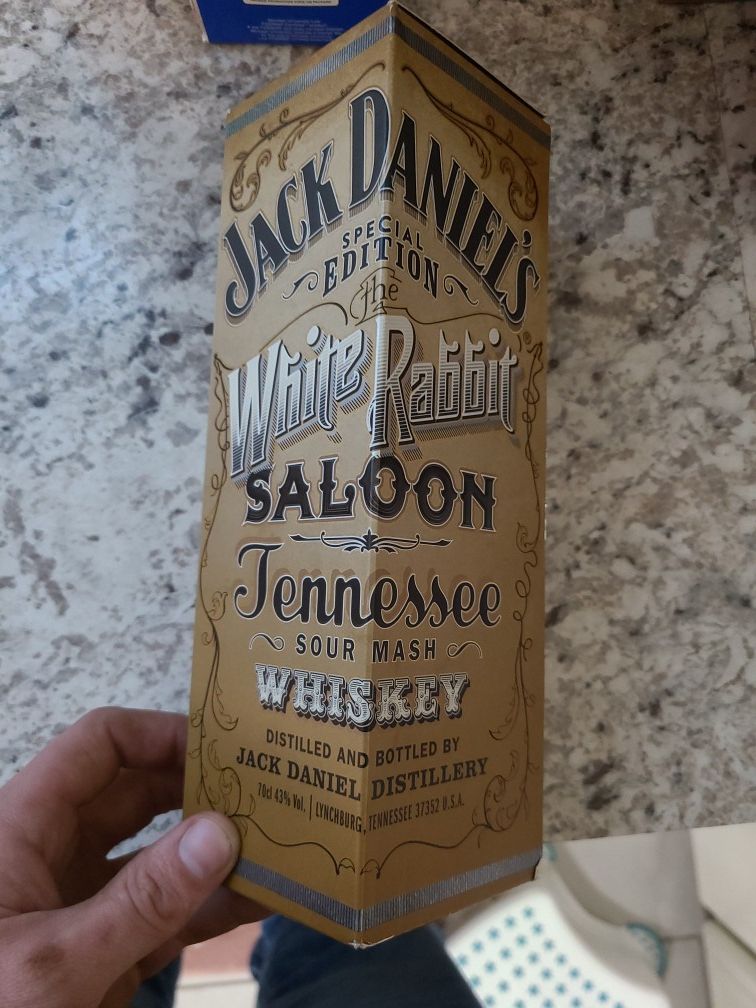 JACK DANIEL'S
SPECIAL
EDITION
the
White Rabbit
SALOON
Tennessee
SOUR MASH
WHISKEY
DISTILLED AND BOTTLED BY
JACK DANIEL DISTILLERY
70cl 43% Vol. | LYNCHBURG, TENNESSEE 37352 U.S.A.